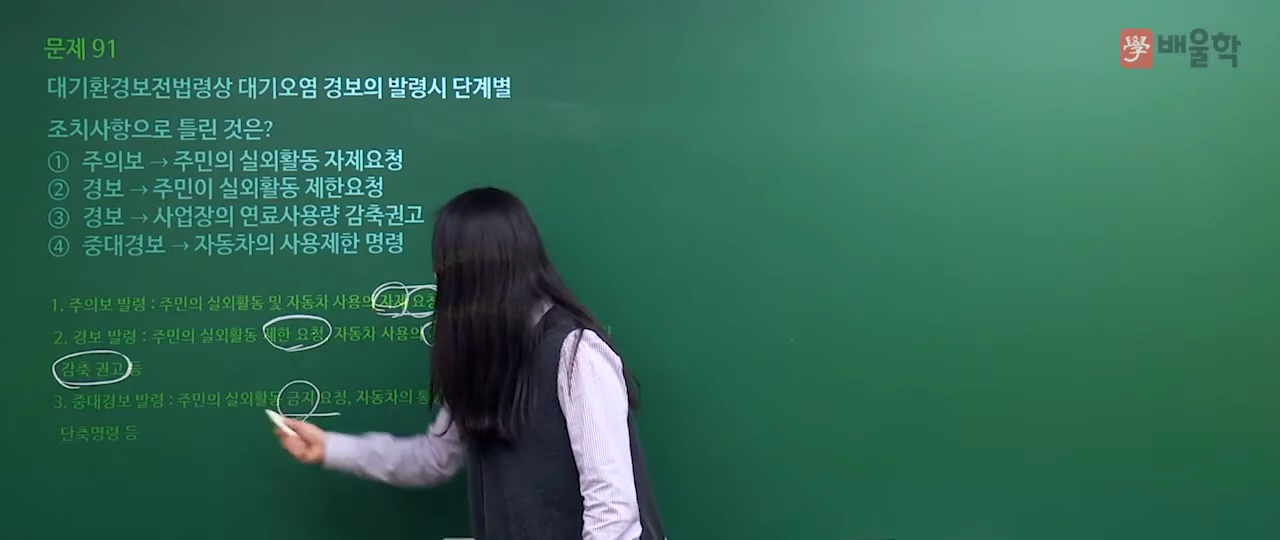 學 배울학
문제 91
대기환경보전법령상 대기오염 경보의 발령시 단계별
조치사항으로 틀린 것은?
① 주의보 → 주민의 실외활동 자제요청
② 경보 → 주민이 실외활동 제한요청
③ 경보 → 사업장의 연료사용량 감축권고
④ 중대경보 → 자동차의 사용제한 명령
1. 주의보 발령 : 주민의 실외활동 및 자동차 사용의 자제 요청
2. 경보 발령 : 주민의 실외활동 제한 요청, 자동차 사용의
감축 권고 등
3. 중대경보 발령 : 주민의 실외활동 금지 요청, 자동차의 통
단축명령 등